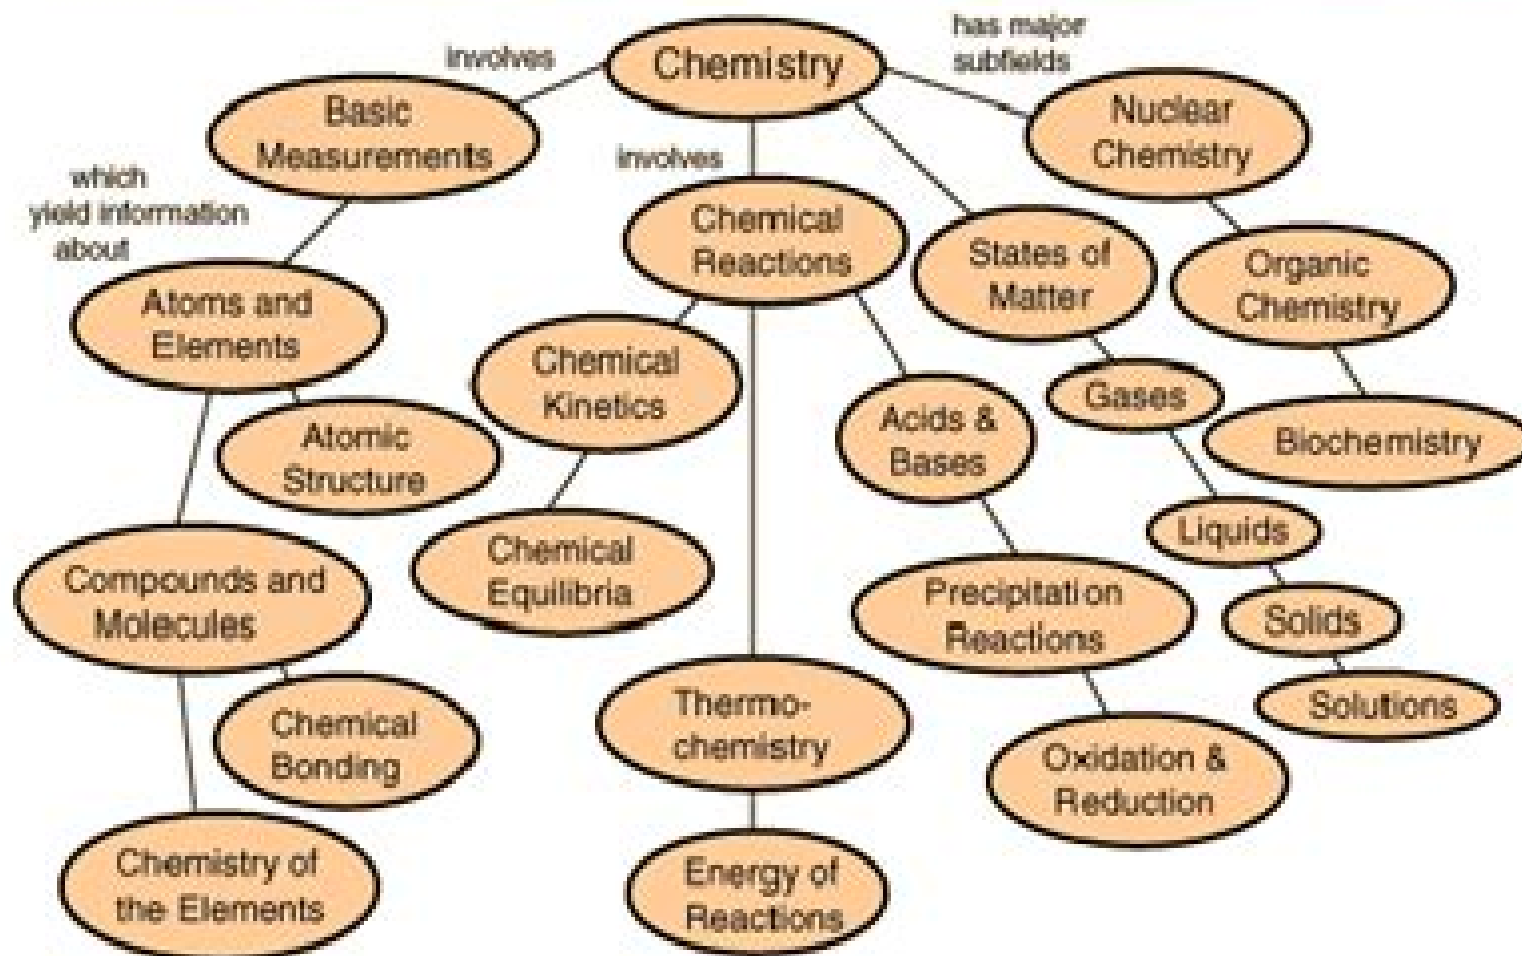 has major
subfields
involves
Chemistry
Basic
Measurements
Nuclear
Chemistry
involves
which
yield information
about
Chemical
Reactions
States of
Matter
Organic
Chemistry
Atoms and
Elements
Chemical
Kinetics
Gases
Acids &
Bases
Biochemistry
Atomic
Structure
Liquids
Chemical
Equilibria
Compounds and
Molecules
Precipitation
Reactions
Solids
Solutions
Chemical
Bonding
Thermo-
chemistry
Oxidation &
Reduction
Chemistry of
the Elements
Energy of
Reactions